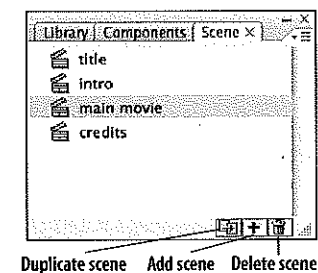 Library Components Scene ×
title
intro
main movie
credits
Duplicate scene Add scene Delete scene